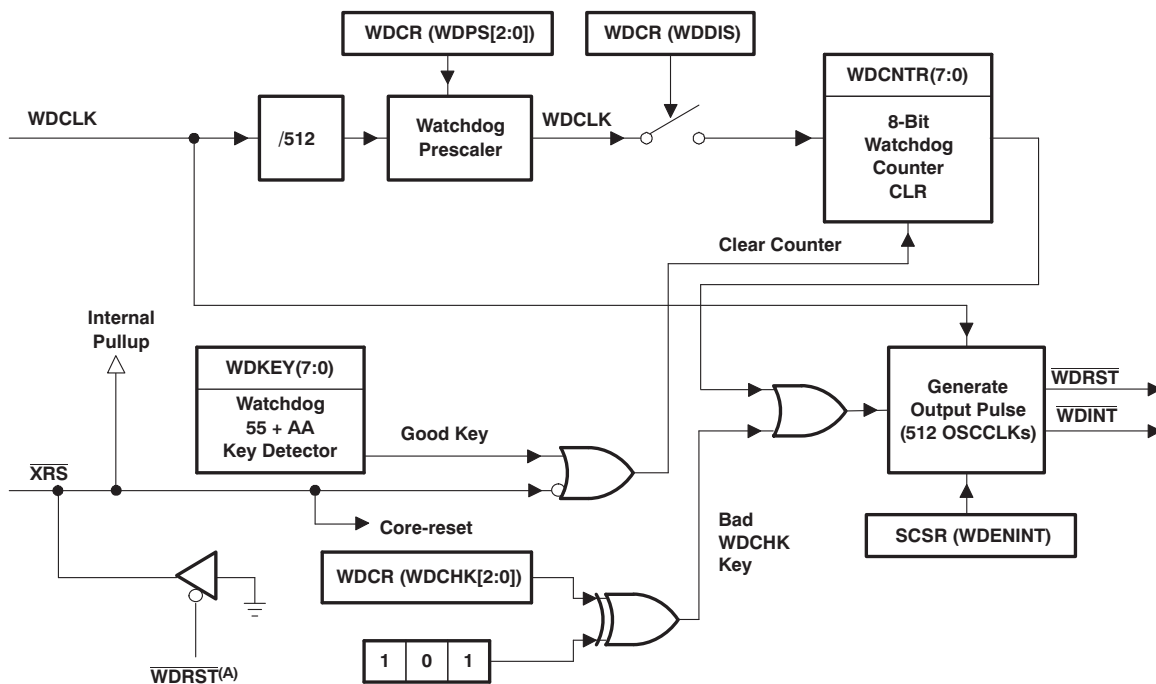 WDCR (WDPS[2:0])
WDCR (WDDIS)
WDCNTR(7:0)
WDCLK
/512
Watchdog
Prescaler
WDCLK
8-Bit
Watchdog
Counter
CLR
Clear Counter
Internal
Pullup
WDKEY(7:0)
Watchdog
55 + AA
Key Detector
Good Key
Generate
Output Pulse
(512 OSCCLKs)
WDRST
WDINT
XRS
Core-reset
Bad
WDCHK
Key
SCSR (WDENINT)
WDCR (WDCHK[2:0])
1 0 1
WDRST(A)